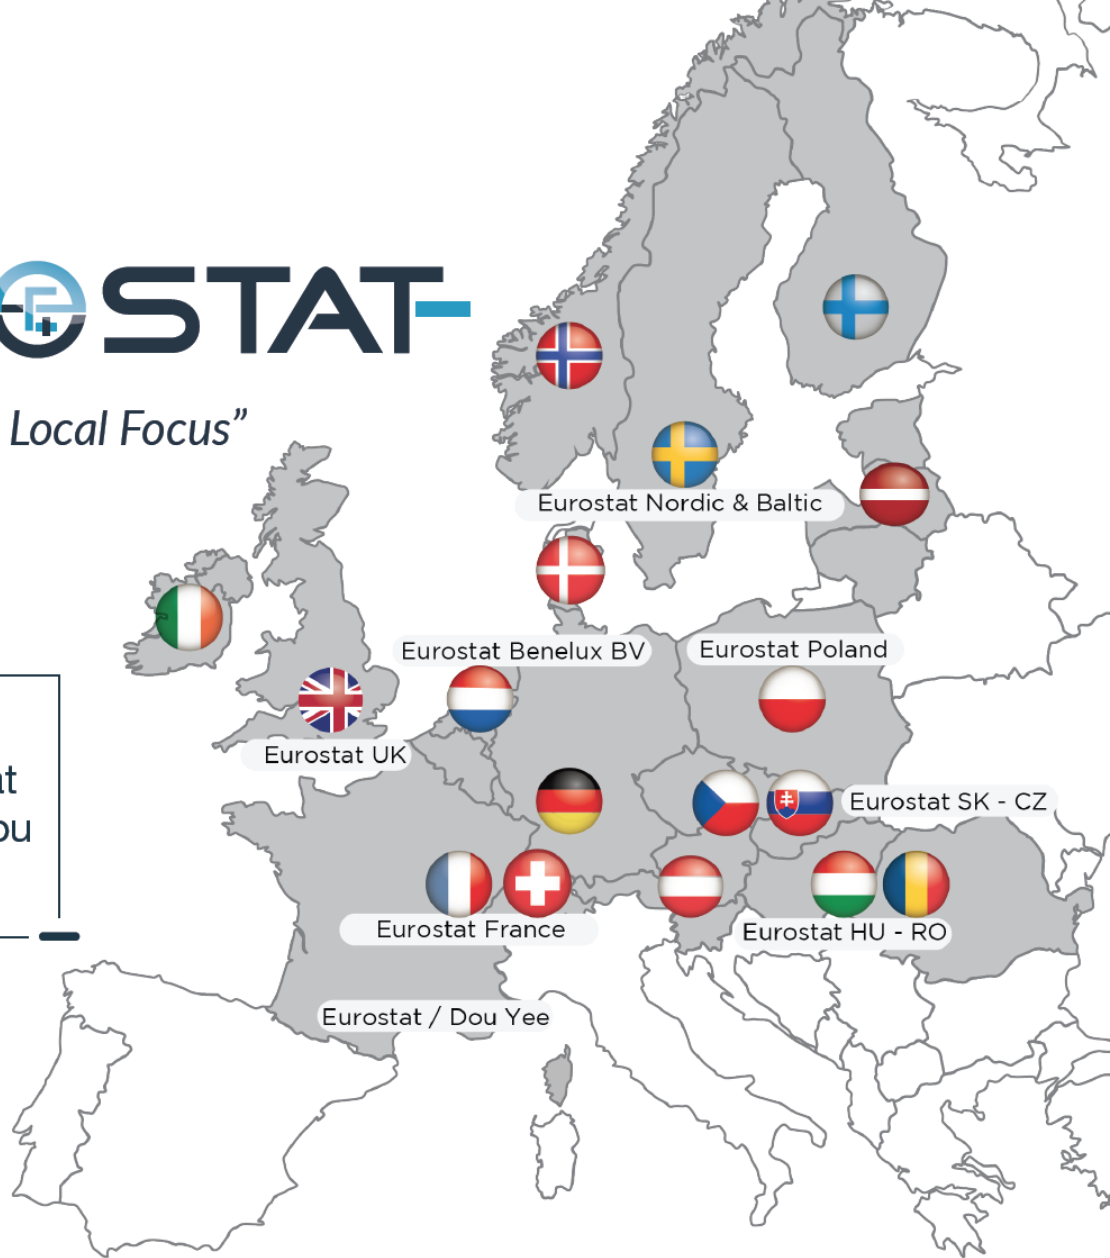 STAT
Local Focus”
Eurostat Nordic & Baltic
Eurostat Benelux BV
Eurostat Poland
Eurostat UK
Eurostat SK - CZ
Eurostat France
Eurostat HU - RO
Eurostat / Dou Yee